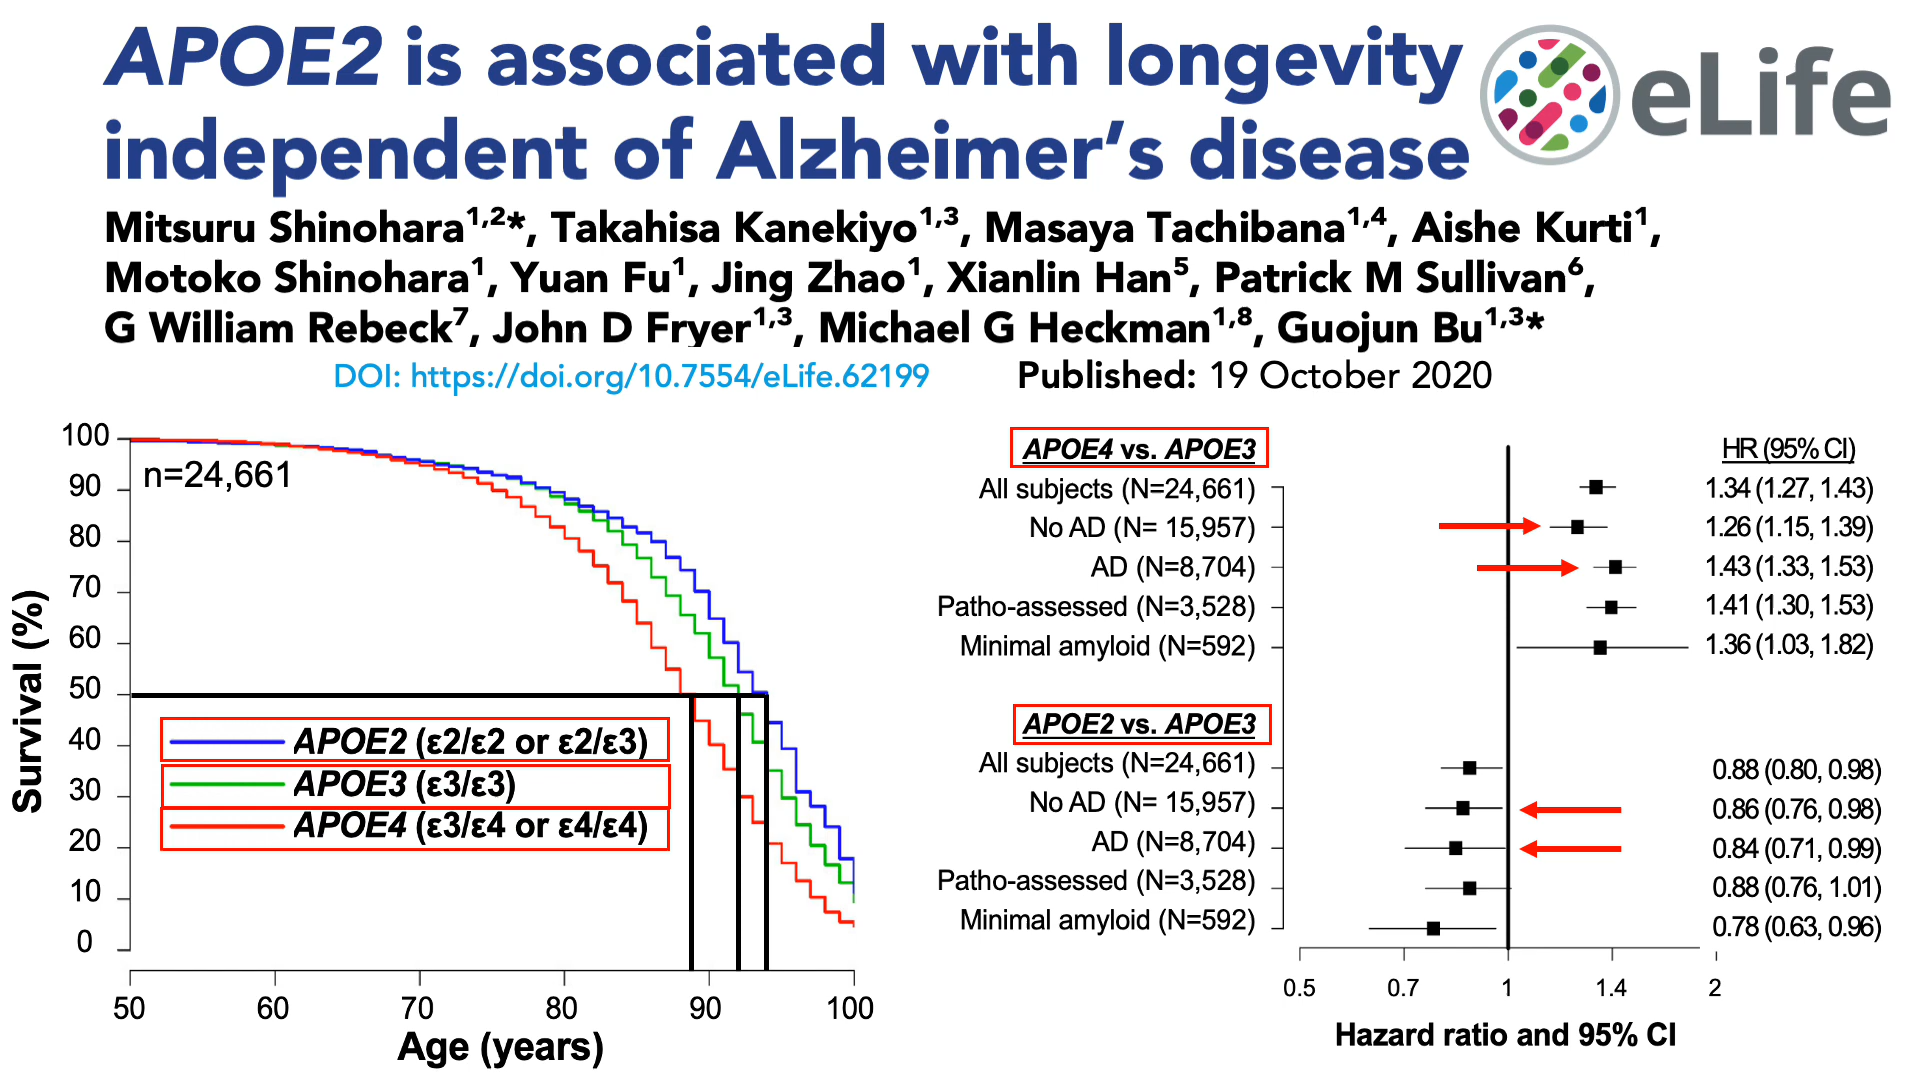 APOE2 is associated with longevity
independent of Alzheimer's disease
eLife
Mitsuru Shinohara¹,²*, Takahisa Kanekiyo¹,³, Masaya Tachibana¹,⁴, Aishe Kurti¹,
Motoko Shinohara¹, Yuan Fu¹, Jing Zhao¹, Xianlin Han⁵, Patrick M Sullivan⁶,
G William Rebeck⁷, John D Fryer¹,³, Michael G Heckman¹,⁸, Guojun Bu¹,³*
DOI: https://doi.org/10.7554/eLife.62199 Published: 19 October 2020
Survival (%)
100
90
80
70
60
50
40
30
20
10
0
n=24,661
APOE2 (ε2/ε2 or ε2/ε3)
APOE3 (ε3/ε3)
APOE4 (ε3/ε4 or ε4/ε4)
50 60 70 80 90 100
Age (years)
APOE4 vs. APOE3 HR (95% CI)
All subjects (N=24,661) 1.34 (1.27, 1.43)
No AD (N= 15,957) 1.26 (1.15, 1.39)
AD (N=8,704) 1.43 (1.33, 1.53)
Patho-assessed (N=3,528) 1.41 (1.30, 1.53)
Minimal amyloid (N=592) 1.36 (1.03, 1.82)
APOE2 vs. APOE3
All subjects (N=24,661) 0.88 (0.80, 0.98)
No AD (N= 15,957) 0.86 (0.76, 0.98)
AD (N=8,704) 0.84 (0.71, 0.99)
Patho-assessed (N=3,528) 0.88 (0.76, 1.01)
Minimal amyloid (N=592) 0.78 (0.63, 0.96)
0.5 0.7 1 1.4 2
Hazard ratio and 95% CI